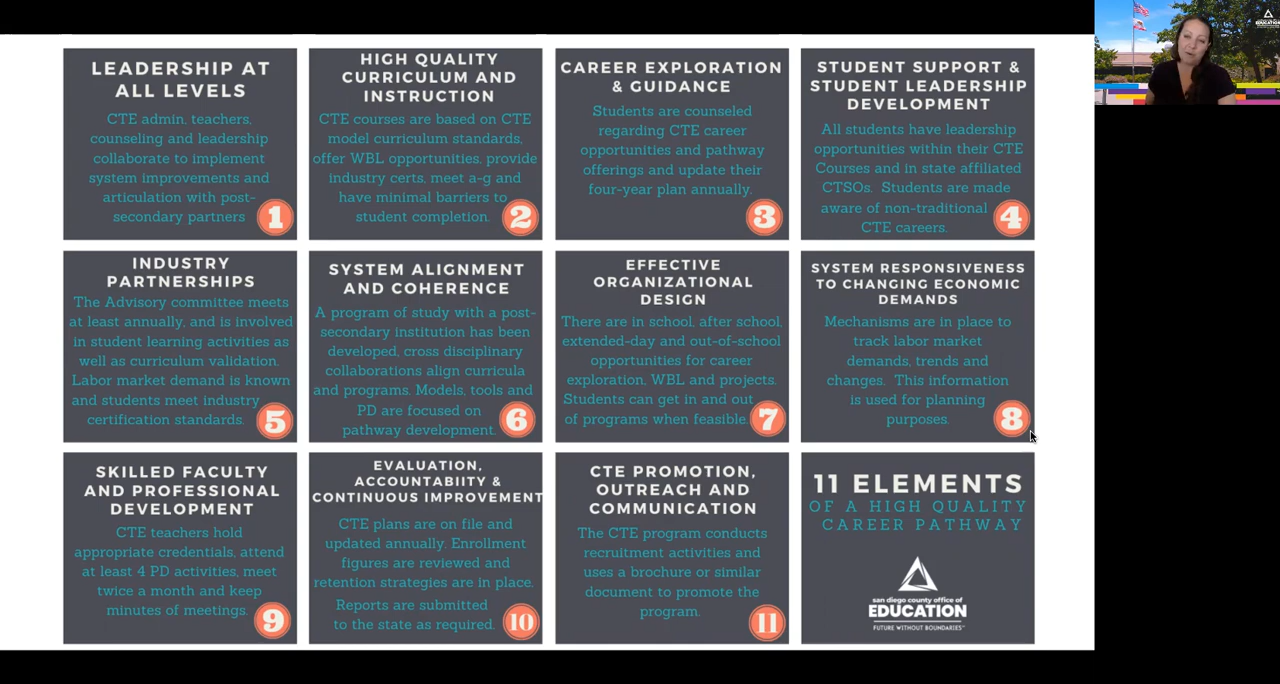 LEADERSHIP AT
ALL LEVELS
CTE admin, teachers,
counseling and leadership
collaborate to implement
system improvements and
articulation with post-
secondary partners
1
HIGH QUALITY
CURRICULUM AND
INSTRUCTION
CTE courses are based on CTE
model curriculum standards,
offer WBL opportunities, provide
industry certs, meet a-g and
have minimal barriers to
student completion.
2
CAREER EXPLORATION
& GUIDANCE
Students are counseled
regarding CTE career
opportunities and pathway
offerings and update their
four-year plan annually.
3
STUDENT SUPPORT &
STUDENT LEADERSHIP
DEVELOPMENT
All students have leadership
opportunities within their CTE
Courses and in state affiliated
CTSOs. Students are made
aware of non-traditional
CTE careers.
4
INDUSTRY
PARTNERSHIPS
The Advisory committee meets
at least annually, and is involved
in student learning activities as
well as curriculum validation.
Labor market demand is known
and students meet industry
certification standards.
5
SYSTEM ALIGNMENT
AND COHERENCE
A program of study with a post-
secondary institution has been
developed, cross disciplinary
collaborations align curricula
and programs. Models, tools and
PD are focused on
pathway development.
6
EFFECTIVE
ORGANIZATIONAL
DESIGN
There are in school, after school,
extended-day and out-of-school
opportunities for career
exploration, WBL and projects.
Students can get in and out
of programs when feasible.
7
SYSTEM RESPONSIVENESS
TO CHANGING ECONOMIC
DEMANDS
Mechanisms are in place to
track labor market
demands, trends and
changes. This information
is used for planning
purposes.
8
SKILLED FACULTY
AND PROFESSIONAL
DEVELOPMENT
CTE teachers hold
appropriate credentials, attend
at least 4 PD activities, meet
twice a month and keep
minutes of meetings.
9
EVALUATION,
ACCOUNTABIITY &
CONTINUOUS IMPROVEMENT
CTE plans are on file and
updated annually. Enrollment
figures are reviewed and
retention strategies are in place.
Reports are submitted
to the state as required.
10
CTE PROMOTION,
OUTREACH AND
COMMUNICATION
The CTE program conducts
recruitment activities and
uses a brochure or similar
document to promote the
program.
11
11 ELEMENTS
OF A HIGH QUALITY
CAREER PATHWAY
san diego county office of
EDUCATION
FUTURE WITHOUT BOUNDARIES™
EDUCATION